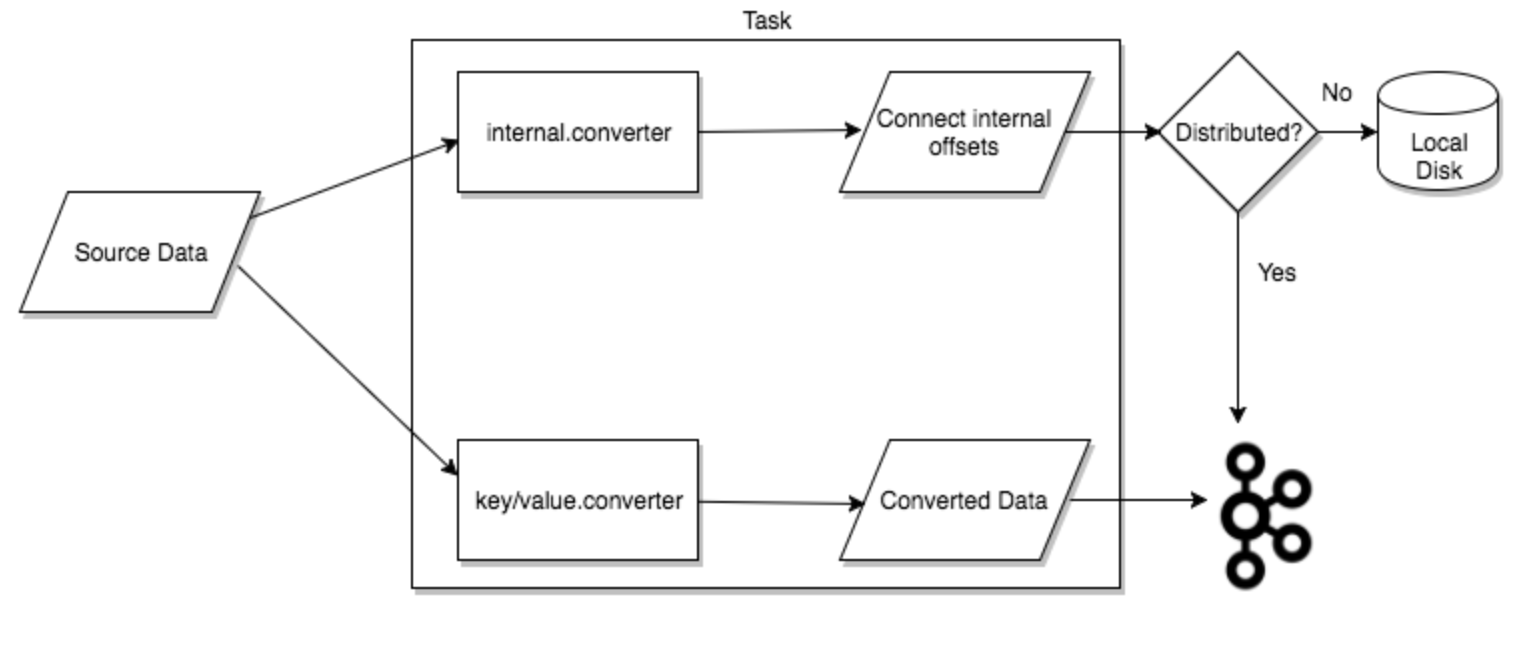 Task
internal.converter
Connect internal
offsets
Distributed?
No
Local
Disk
Source Data
Yes
key/value.converter
Converted Data